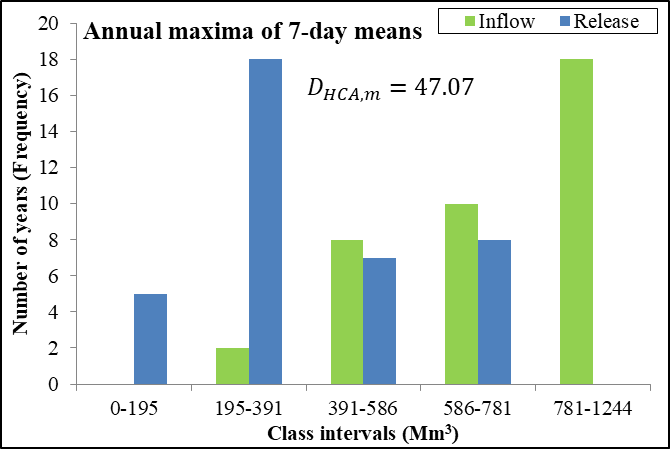 Annual maxima of 7-day means
Inflow Release
D_{HCA,m} = 47.07
Number of years (Frequency)
20
18
16
14
12
10
8
6
4
2
0
0-195 195-391 391-586 586-781 781-1244
Class intervals (Mm³)